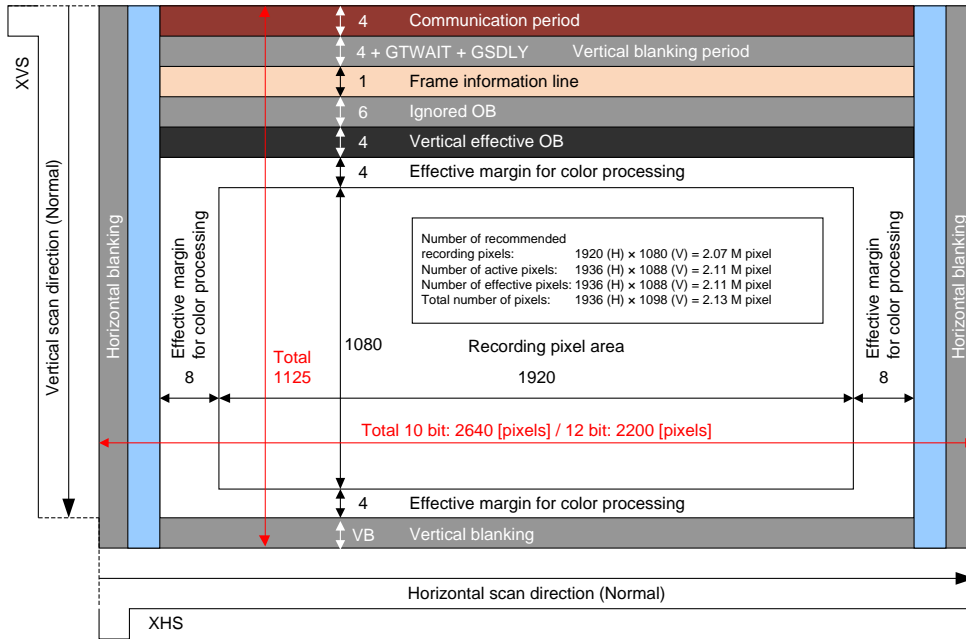 XVS
4 Communication period
4 + GTWAIT + GSDLY Vertical blanking period
1 Frame information line
6 Ignored OB
4 Vertical effective OB
4 Effective margin for color processing
Vertical scan direction (Normal)
Horizontal blanking
Effective margin
for color processing
8
Number of recommended
recording pixels: 1920 (H) × 1080 (V) = 2.07 M pixel
Number of active pixels: 1936 (H) × 1088 (V) = 2.11 M pixel
Number of effective pixels: 1936 (H) × 1088 (V) = 2.11 M pixel
Total number of pixels: 1936 (H) × 1098 (V) = 2.13 M pixel
Total
1125
1080
Recording pixel area
1920
Effective margin
for color processing
8
Horizontal blanking
Total 10 bit: 2640 [pixels] / 12 bit: 2200 [pixels]
4 Effective margin for color processing
VB Vertical blanking
Horizontal scan direction (Normal)
XHS